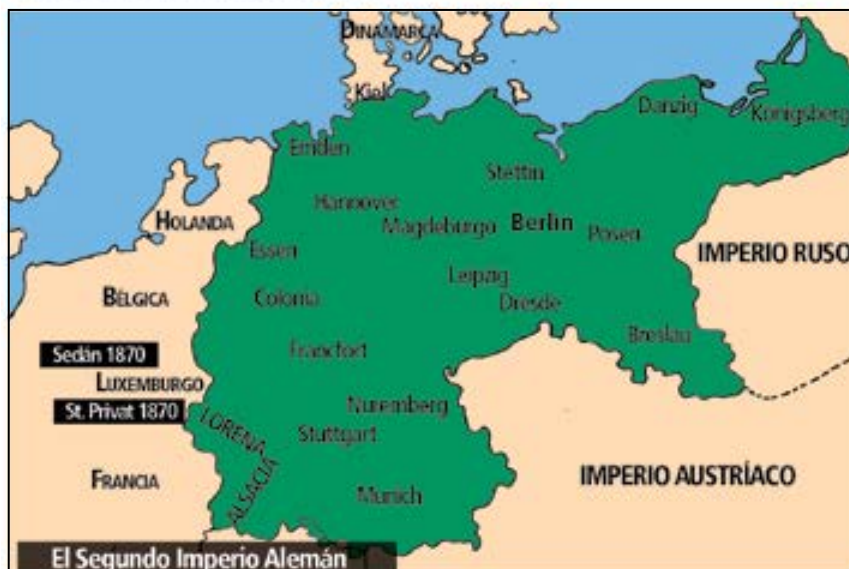 DINAMARCA
Kiel
Danzig
Königsberg
Emden
Stettin
Hannover
HOLANDA
Magdeburgo
Berlin
Posen
Essen
IMPERIO RUSO
Leipzig
BÉLGICA
Colonia
Dresde
Breslau
Sedán 1870
Francfort
LUXEMBURGO
St. Privat 1870
Nuremberg
LORENA
Stuttgart
FRANCIA
ALSACIA
Munich
IMPERIO AUSTRÍACO
El Segundo Imperio Alemán